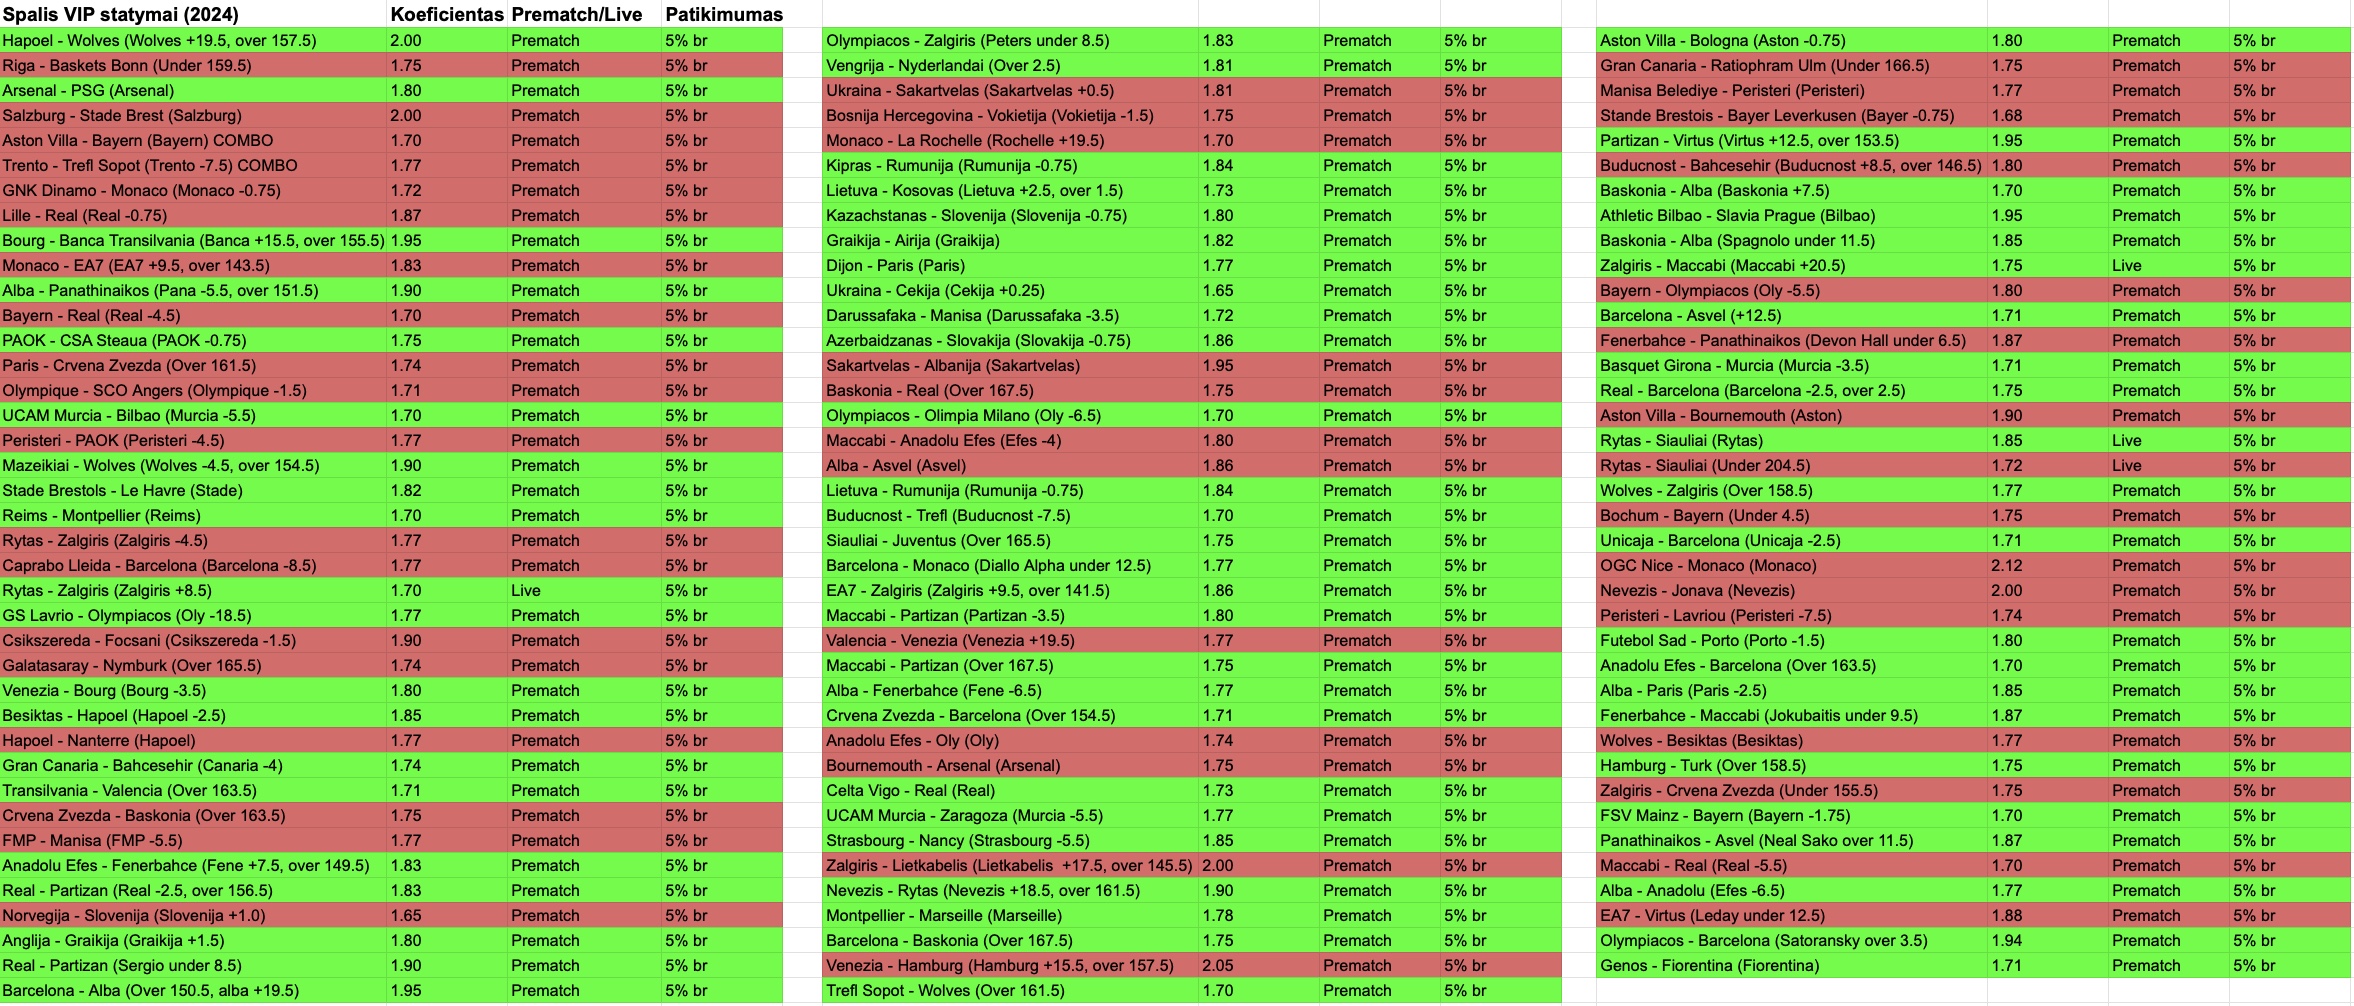 Spalis VIP statymai (2024) Koeficientas Prematch/Live Patikimumas
Hapoel - Wolves (Wolves +19.5, over 157.5) 2.00 Prematch 5% br
Riga - Baskets Bonn (Under 159.5) 1.75 Prematch 5% br
Arsenal - PSG (Arsenal) 1.80 Prematch 5% br
Salzburg - Stade Brest (Salzburg) 2.00 Prematch 5% br
Aston Villa - Bayern (Bayern) COMBO 1.70 Prematch 5% br
Trento - Trefl Sopot (Trento -7.5) COMBO 1.77 Prematch 5% br
GNK Dinamo - Monaco (Monaco -0.75) 1.72 Prematch 5% br
Lille - Real (Real -0.75) 1.87 Prematch 5% br
Bourg - Banca Transilvania (Banca +15.5, over 155.5) 1.95 Prematch 5% br
Monaco - EA7 (EA7 +9.5, over 143.5) 1.83 Prematch 5% br
Alba - Panathinaikos (Pana -5.5, over 151.5) 1.90 Prematch 5% br
Bayern - Real (Real -4.5) 1.70 Prematch 5% br
PAOK - CSA Steaua (PAOK -0.75) 1.75 Prematch 5% br
Paris - Crvena Zvezda (Over 161.5) 1.74 Prematch 5% br
Olympique - SCO Angers (Olympique -1.5) 1.71 Prematch 5% br
UCAM Murcia - Bilbao (Murcia -5.5) 1.70 Prematch 5% br
Peristeri - PAOK (Peristeri -4.5) 1.77 Prematch 5% br
Mazeikiai - Wolves (Wolves -4.5, over 154.5) 1.90 Prematch 5% br
Stade Brestols - Le Havre (Stade) 1.82 Prematch 5% br
Reims - Montpellier (Reims) 1.70 Prematch 5% br
Rytas - Zalgiris (Zalgiris -4.5) 1.77 Prematch 5% br
Caprabo Lleida - Barcelona (Barcelona -8.5) 1.77 Prematch 5% br
Rytas - Zalgiris (Zalgiris +8.5) 1.70 Live 5% br
GS Lavrio - Olympiacos (Oly -18.5) 1.77 Prematch 5% br
Csikszereda - Focsani (Csikszereda -1.5) 1.90 Prematch 5% br
Galatasaray - Nymburk (Over 165.5) 1.74 Prematch 5% br
Venezia - Bourg (Bourg -3.5) 1.80 Prematch 5% br
Besiktas - Hapoel (Hapoel -2.5) 1.85 Prematch 5% br
Hapoel - Nanterre (Hapoel) 1.77 Prematch 5% br
Gran Canaria - Bahcesehir (Canaria -4) 1.74 Prematch 5% br
Transilvania - Valencia (Over 163.5) 1.71 Prematch 5% br
Crvena Zvezda - Baskonia (Over 163.5) 1.75 Prematch 5% br
FMP - Manisa (FMP -5.5) 1.77 Prematch 5% br
Anadolu Efes - Fenerbahce (Fene +7.5, over 149.5) 1.83 Prematch 5% br
Real - Partizan (Real -2.5, over 156.5) 1.83 Prematch 5% br
Norvegija - Slovenija (Slovenija +1.0) 1.65 Prematch 5% br
Anglija - Graikija (Graikija +1.5) 1.80 Prematch 5% br
Real - Partizan (Sergio under 8.5) 1.90 Prematch 5% br
Barcelona - Alba (Over 150.5, alba +19.5) 1.95 Prematch 5% br
Olympiacos - Zalgiris (Peters under 8.5) 1.83 Prematch 5% br
Vengrija - Nyderlandai (Over 2.5) 1.81 Prematch 5% br
Ukraina - Sakartvelas (Sakartvelas +0.5) 1.81 Prematch 5% br
Bosnija Hercegovina - Vokietija (Vokietija -1.5) 1.75 Prematch 5% br
Monaco - La Rochelle (Rochelle +19.5) 1.70 Prematch 5% br
Kipras - Rumunija (Rumunija -0.75) 1.84 Prematch 5% br
Lietuva - Kosovas (Lietuva +2.5, over 1.5) 1.73 Prematch 5% br
Kazachstanas - Slovenija (Slovenija -0.75) 1.80 Prematch 5% br
Graikija - Airija (Graikija) 1.82 Prematch 5% br
Dijon - Paris (Paris) 1.77 Prematch 5% br
Ukraina - Cekija (Cekija +0.25) 1.65 Prematch 5% br
Darussafaka - Manisa (Darussafaka -3.5) 1.72 Prematch 5% br
Azerbaidzanas - Slovakija (Slovakija -0.75) 1.86 Prematch 5% br
Sakartvelas - Albanija (Sakartvelas) 1.95 Prematch 5% br
Baskonia - Real (Over 167.5) 1.75 Prematch 5% br
Olympiacos - Olimpia Milano (Oly -6.5) 1.70 Prematch 5% br
Maccabi - Anadolu Efes (Efes -4) 1.80 Prematch 5% br
Alba - Asvel (Asvel) 1.86 Prematch 5% br
Lietuva - Rumunija (Rumunija -0.75) 1.84 Prematch 5% br
Buducnost - Trefl (Buducnost -7.5) 1.70 Prematch 5% br
Siauliai - Juventus (Over 165.5) 1.75 Prematch 5% br
Barcelona - Monaco (Diallo Alpha under 12.5) 1.77 Prematch 5% br
EA7 - Zalgiris (Zalgiris +9.5, over 141.5) 1.86 Prematch 5% br
Maccabi - Partizan (Partizan -3.5) 1.80 Prematch 5% br
Valencia - Venezia (Venezia +19.5) 1.77 Prematch 5% br
Maccabi - Partizan (Over 167.5) 1.75 Prematch 5% br
Alba - Fenerbahce (Fene -6.5) 1.77 Prematch 5% br
Crvena Zvezda - Barcelona (Over 154.5) 1.71 Prematch 5% br
Anadolu Efes - Oly (Oly) 1.74 Prematch 5% br
Bournemouth - Arsenal (Arsenal) 1.75 Prematch 5% br
Celta Vigo - Real (Real) 1.73 Prematch 5% br
UCAM Murcia - Zaragoza (Murcia -5.5) 1.77 Prematch 5% br
Strasbourg - Nancy (Strasbourg -5.5) 1.85 Prematch 5% br
Zalgiris - Lietkabelis (Lietkabelis +17.5, over 145.5) 2.00 Prematch 5% br
Nevezis - Rytas (Nevezis +18.5, over 161.5) 1.90 Prematch 5% br
Montpellier - Marseille (Marseille) 1.78 Prematch 5% br
Barcelona - Baskonia (Over 167.5) 1.75 Prematch 5% br
Venezia - Hamburg (Hamburg +15.5, over 157.5) 2.05 Prematch 5% br
Trefl Sopot - Wolves (Over 161.5) 1.70 Prematch 5% br
Aston Villa - Bologna (Aston -0.75) 1.80 Prematch 5% br
Gran Canaria - Ratiophram Ulm (Under 166.5) 1.75 Prematch 5% br
Manisa Belediye - Peristeri (Peristeri) 1.77 Prematch 5% br
Stande Brestois - Bayer Leverkusen (Bayer -0.75) 1.68 Prematch 5% br
Partizan - Virtus (Virtus +12.5, over 153.5) 1.95 Prematch 5% br
Buducnost - Bahcesehir (Buducnost +8.5, over 146.5) 1.80 Prematch 5% br
Baskonia - Alba (Baskonia +7.5) 1.70 Prematch 5% br
Athletic Bilbao - Slavia Prague (Bilbao) 1.95 Prematch 5% br
Baskonia - Alba (Spagnolo under 11.5) 1.85 Prematch 5% br
Zalgiris - Maccabi (Maccabi +20.5) 1.75 Live 5% br
Bayern - Olympiacos (Oly -5.5) 1.80 Prematch 5% br
Barcelona - Asvel (+12.5) 1.71 Prematch 5% br
Fenerbahce - Panathinaikos (Devon Hall under 6.5) 1.87 Prematch 5% br
Basquet Girona - Murcia (Murcia -3.5) 1.71 Prematch 5% br
Real - Barcelona (Barcelona -2.5, over 2.5) 1.75 Prematch 5% br
Aston Villa - Bournemouth (Aston) 1.90 Prematch 5% br
Rytas - Siauliai (Rytas) 1.85 Live 5% br
Rytas - Siauliai (Under 204.5) 1.72 Live 5% br
Wolves - Zalgiris (Over 158.5) 1.77 Prematch 5% br
Bochum - Bayern (Under 4.5) 1.75 Prematch 5% br
Unicaja - Barcelona (Unicaja -2.5) 1.71 Prematch 5% br
OGC Nice - Monaco (Monaco) 2.12 Prematch 5% br
Nevezis - Jonava (Nevezis) 2.00 Prematch 5% br
Peristeri - Lavriou (Peristeri -7.5) 1.74 Prematch 5% br
Futebol Sad - Porto (Porto -1.5) 1.80 Prematch 5% br
Anadolu Efes - Barcelona (Over 163.5) 1.70 Prematch 5% br
Alba - Paris (Paris -2.5) 1.85 Prematch 5% br
Fenerbahce - Maccabi (Jokubaitis under 9.5) 1.87 Prematch 5% br
Wolves - Besiktas (Besiktas) 1.77 Prematch 5% br
Hamburg - Turk (Over 158.5) 1.75 Prematch 5% br
Zalgiris - Crvena Zvezda (Under 155.5) 1.75 Prematch 5% br
FSV Mainz - Bayern (Bayern -1.75) 1.70 Prematch 5% br
Panathinaikos - Asvel (Neal Sako over 11.5) 1.87 Prematch 5% br
Maccabi - Real (Real -5.5) 1.70 Prematch 5% br
Alba - Anadolu (Efes -6.5) 1.77 Prematch 5% br
EA7 - Virtus (Leday under 12.5) 1.88 Prematch 5% br
Olympiacos - Barcelona (Satoransky over 3.5) 1.94 Prematch 5% br
Genos - Fiorentina (Fiorentina) 1.71 Prematch 5% br